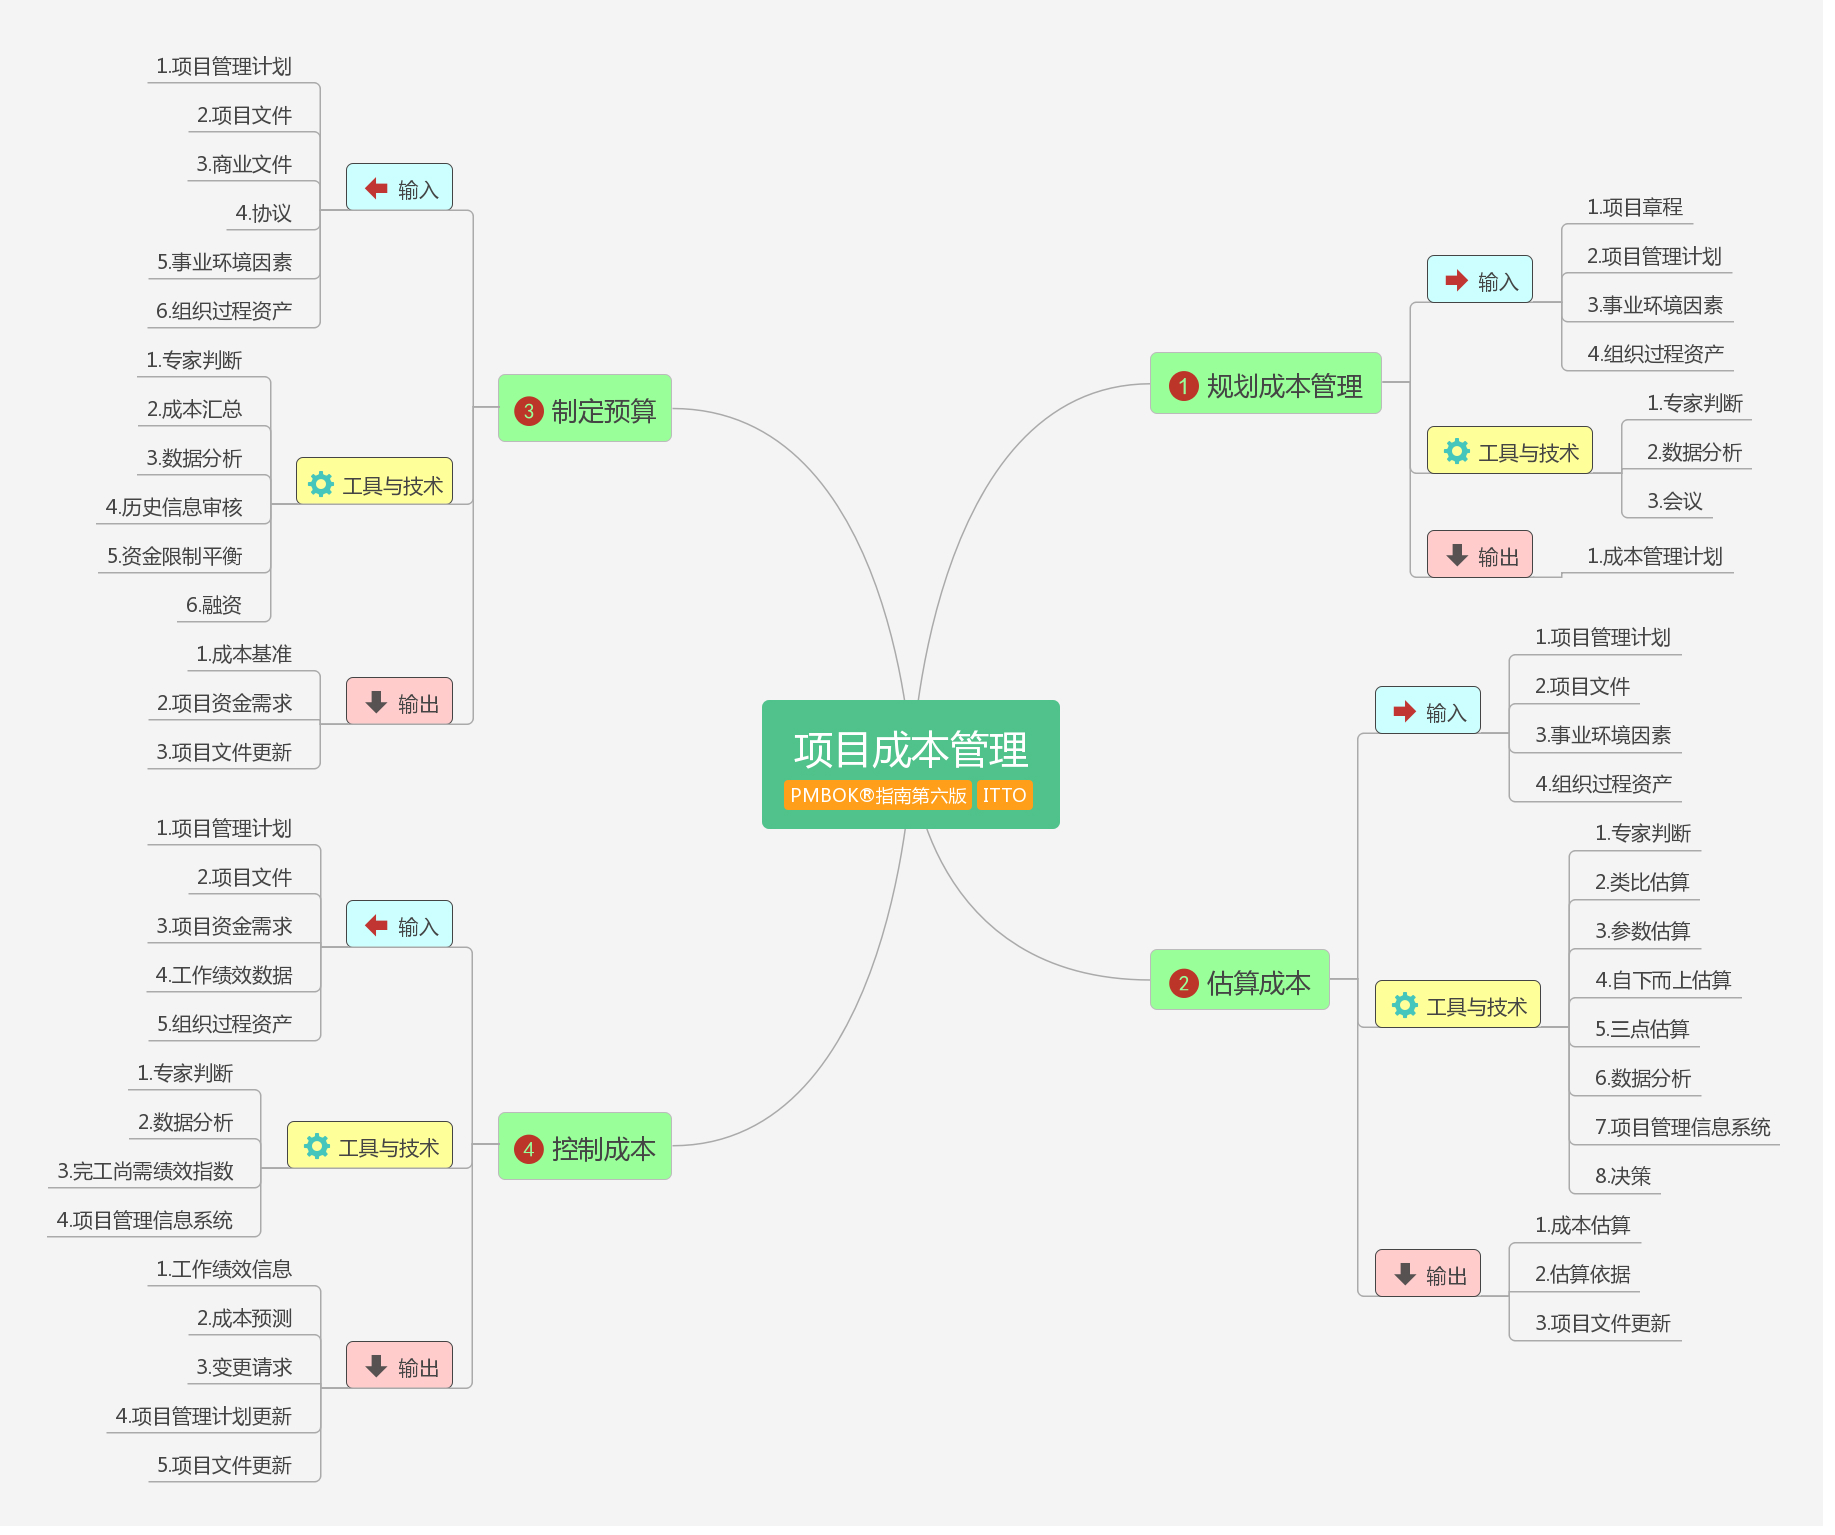 项目成本管理
PMBOK®指南第六版 ITTO
1 规划成本管理
输入
1.项目章程
2.项目管理计划
3.事业环境因素
4.组织过程资产
工具与技术
1.专家判断
2.数据分析
3.会议
输出
1.成本管理计划
2 估算成本
输入
1.项目管理计划
2.项目文件
3.事业环境因素
4.组织过程资产
工具与技术
1.专家判断
2.类比估算
3.参数估算
4.自下而上估算
5.三点估算
6.数据分析
7.项目管理信息系统
8.决策
输出
1.成本估算
2.估算依据
3.项目文件更新
3 制定预算
输入
1.项目管理计划
2.项目文件
3.商业文件
4.协议
5.事业环境因素
6.组织过程资产
工具与技术
1.专家判断
2.成本汇总
3.数据分析
4.历史信息审核
5.资金限制平衡
6.融资
输出
1.成本基准
2.项目资金需求
3.项目文件更新
4 控制成本
输入
1.项目管理计划
2.项目文件
3.项目资金需求
4.工作绩效数据
5.组织过程资产
工具与技术
1.专家判断
2.数据分析
3.完工尚需绩效指数
4.项目管理信息系统
输出
1.工作绩效信息
2.成本预测
3.变更请求
4.项目管理计划更新
5.项目文件更新